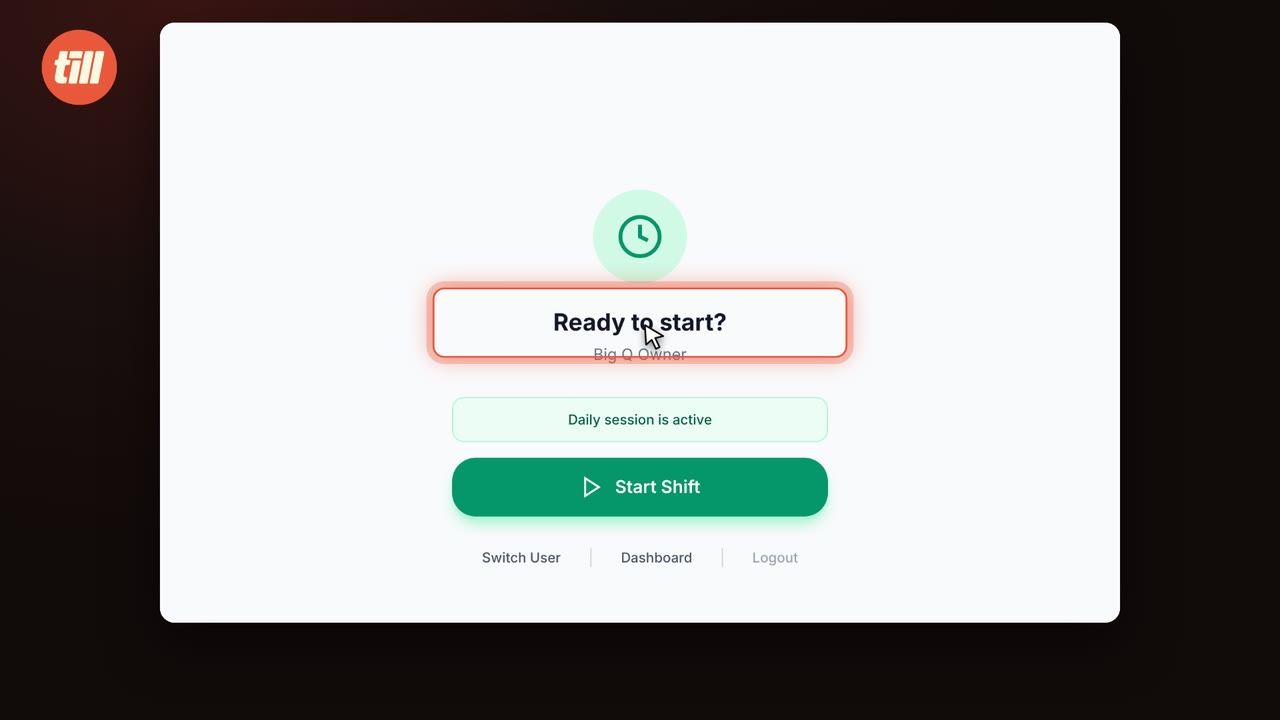 till
Ready to start?
Big Q Owner
Daily session is active
Start Shift
Switch User
Dashboard
Logout